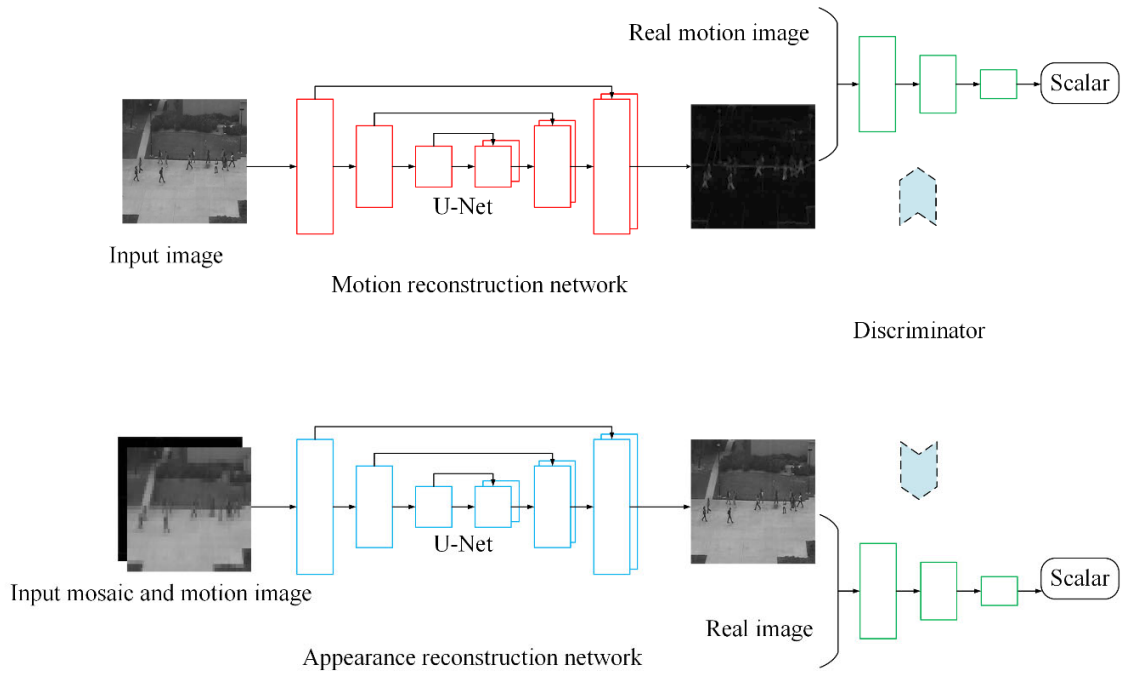 Real motion image
Scalar
U-Net
Input image
Motion reconstruction network
Discriminator
U-Net
Input mosaic and motion image
Scalar
Real image
Appearance reconstruction network